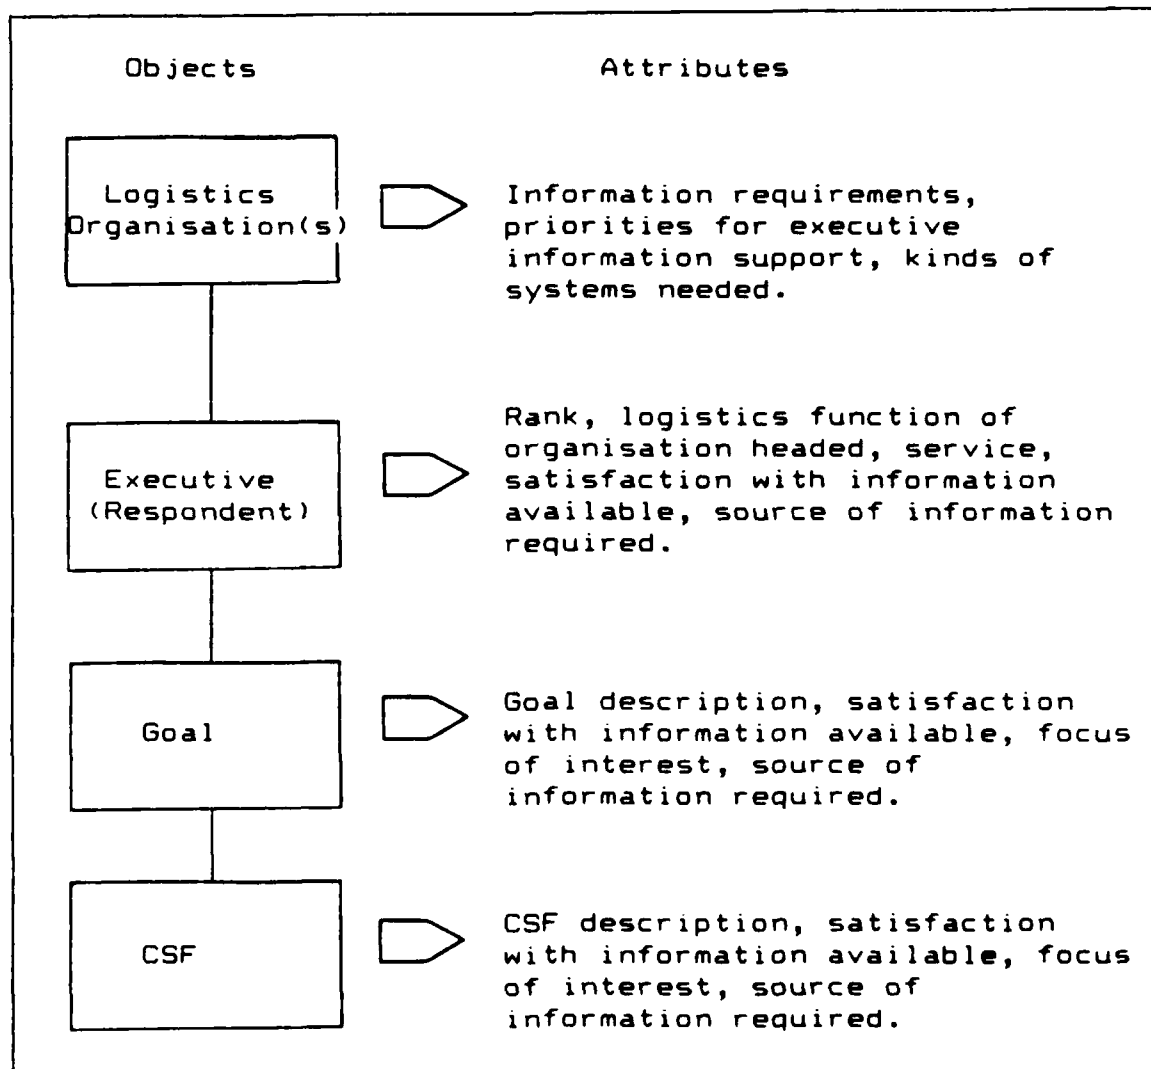 Objects
Attributes
Logistics
Organisation(s)
Information requirements,
priorities for executive
information support, kinds of
systems needed.
Executive
(Respondent)
Rank, logistics function of
organisation headed, service,
satisfaction with information
available, source of information
required.
Goal
Goal description, satisfaction
with information available, focus
of interest, source of
information required.
CSF
CSF description, satisfaction
with information available, focus
of interest, source of
information required.